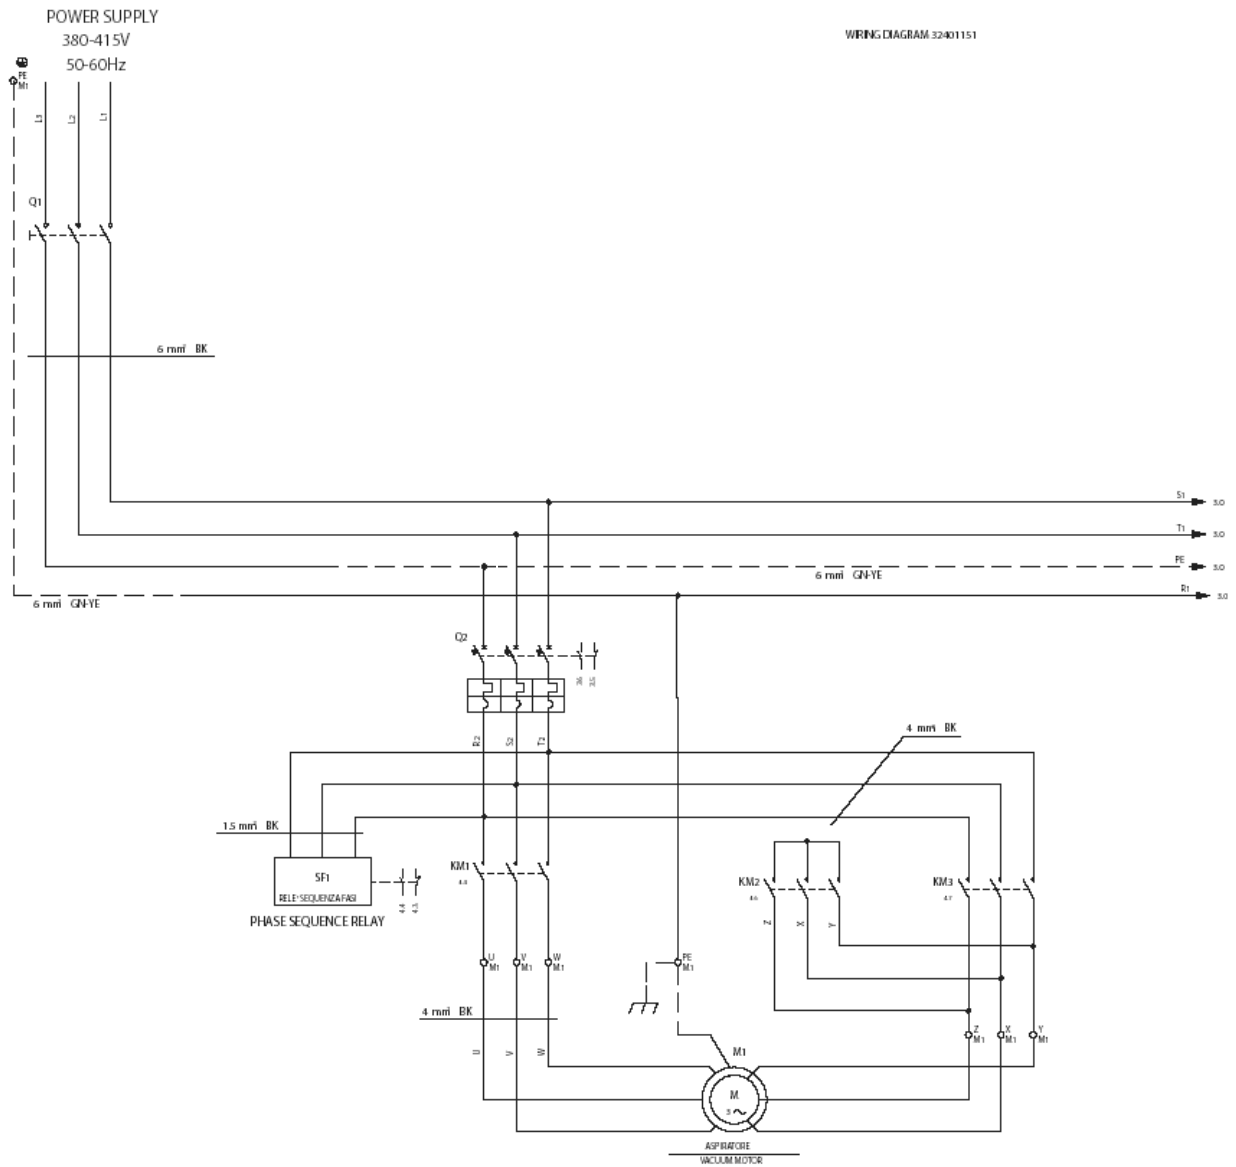 POWER SUPPLY
380-415V
50-60Hz
WIRING DIAGRAM 32401151
PE
M1
L3
L2
L1
Q1
6 mm² BK
S1
3.0
T1
3.0
PE
3.0
6 mm² GN-YE
R1
3.0
6 mm² GN-YE
Q2
3.6
3.5
R2
S2
T2
4 mm² BK
1.5 mm² BK
SF1
RELE' SEQUENZA FASI
4.4
4.3
PHASE SEQUENCE RELAY
KM1
4.8
KM2
4.6
KM3
4.7
Z
X
Y
U
M1
V
M1
W
M1
PE
M1
4 mm² BK
Z
M1
X
M1
Y
M1
U
V
W
M1
M
3
ASPIRATORE
VACUUM MOTOR